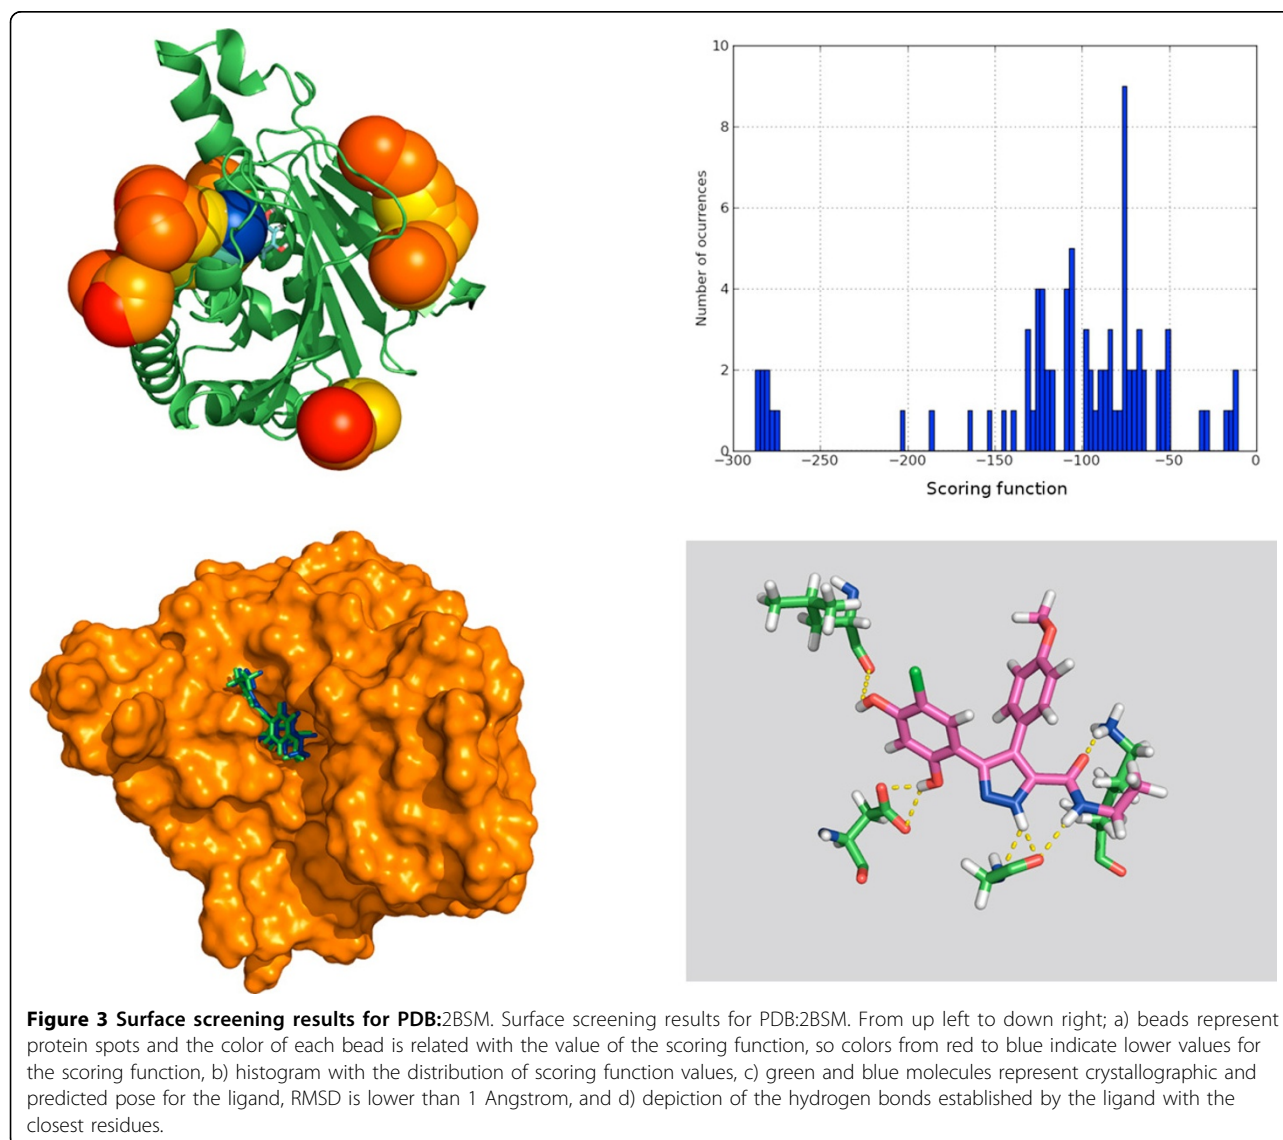 10
8
6
4
2
0
Number of ocurrences
−300
−250
−200
−150
−100
−50
0
Scoring function
Figure 3 Surface screening results for PDB:2BSM. Surface screening results for PDB:2BSM. From up left to down right; a) beads represent
protein spots and the color of each bead is related with the value of the scoring function, so colors from red to blue indicate lower values for
the scoring function, b) histogram with the distribution of scoring function values, c) green and blue molecules represent crystallographic and
predicted pose for the ligand, RMSD is lower than 1 Angstrom, and d) depiction of the hydrogen bonds established by the ligand with the
closest residues.